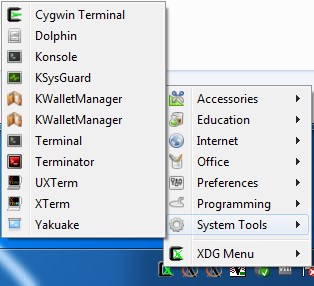 Cygwin Terminal
Dolphin
Konsole
KSysGuard
KWalletManager
KWalletManager
Terminal
Terminator
UXTerm
XTerm
Yakuake
Accessories
Education
Internet
Office
Preferences
Programming
System Tools
XDG Menu